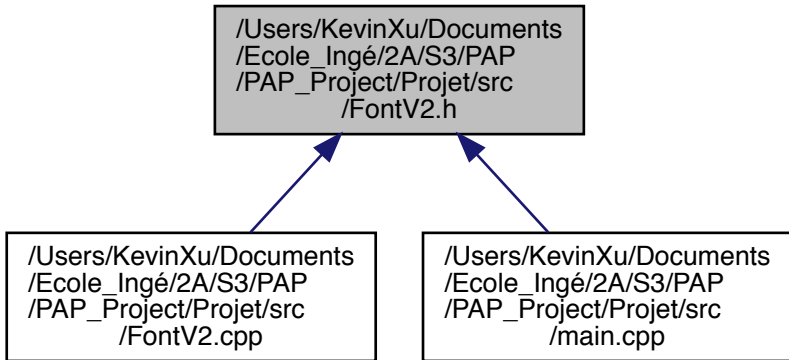 /Users/KevinXu/Documents
/Ecole_Ingé/2A/S3/PAP
/PAP_Project/Projet/src
/FontV2.h
/Users/KevinXu/Documents
/Ecole_Ingé/2A/S3/PAP
/PAP_Project/Projet/src
/FontV2.cpp
/Users/KevinXu/Documents
/Ecole_Ingé/2A/S3/PAP
/PAP_Project/Projet/src
/main.cpp